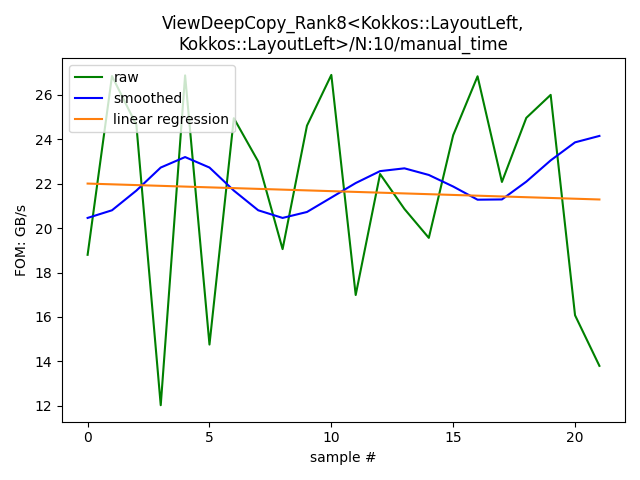 ViewDeepCopy_Rank8<Kokkos::LayoutLeft,
Kokkos::LayoutLeft>/N:10/manual_time
raw
smoothed
linear regression
FOM: GB/s
26
24
22
20
18
16
14
12
0
5
10
15
20
sample #